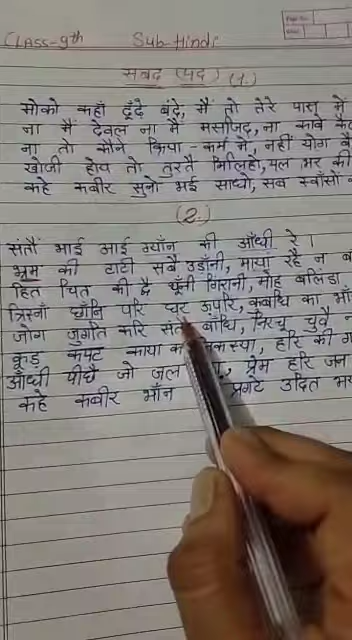 CLASS-9th Sub-Hindi
सबद (पद) (1.)
मोको कहाँ ढूँढे बंदे, मैं तो तेरे पास में
ना मैं देवल ना मैं मसजिद, ना काबे
ना तो कौने क्रिया-कर्म में, नहीं योग
खोजी होय तो तुरतै मिलिहौं, पल भर की
कहै कबीर सुनो भई साधो, सब स्वाँसों
(2.)
संतौं भाई आई ग्याँन की आँधी रे।
भ्रम की टाटी सबै उड़ाँनी, माया रहै न
हित चित की द्वै थूँनी गिराँनी, मोह बलिंडा
त्रिस्नाँ छाँनि परि घर ऊपरि, कुबधि का
जोग जुगति करि बाँधि, निरचू चुवै
कूड़ कपट काया का, हरि की
आँधी पीछै जो जल, प्रेम हरि जन
कहै कबीर भाँन प्रगटे उदित